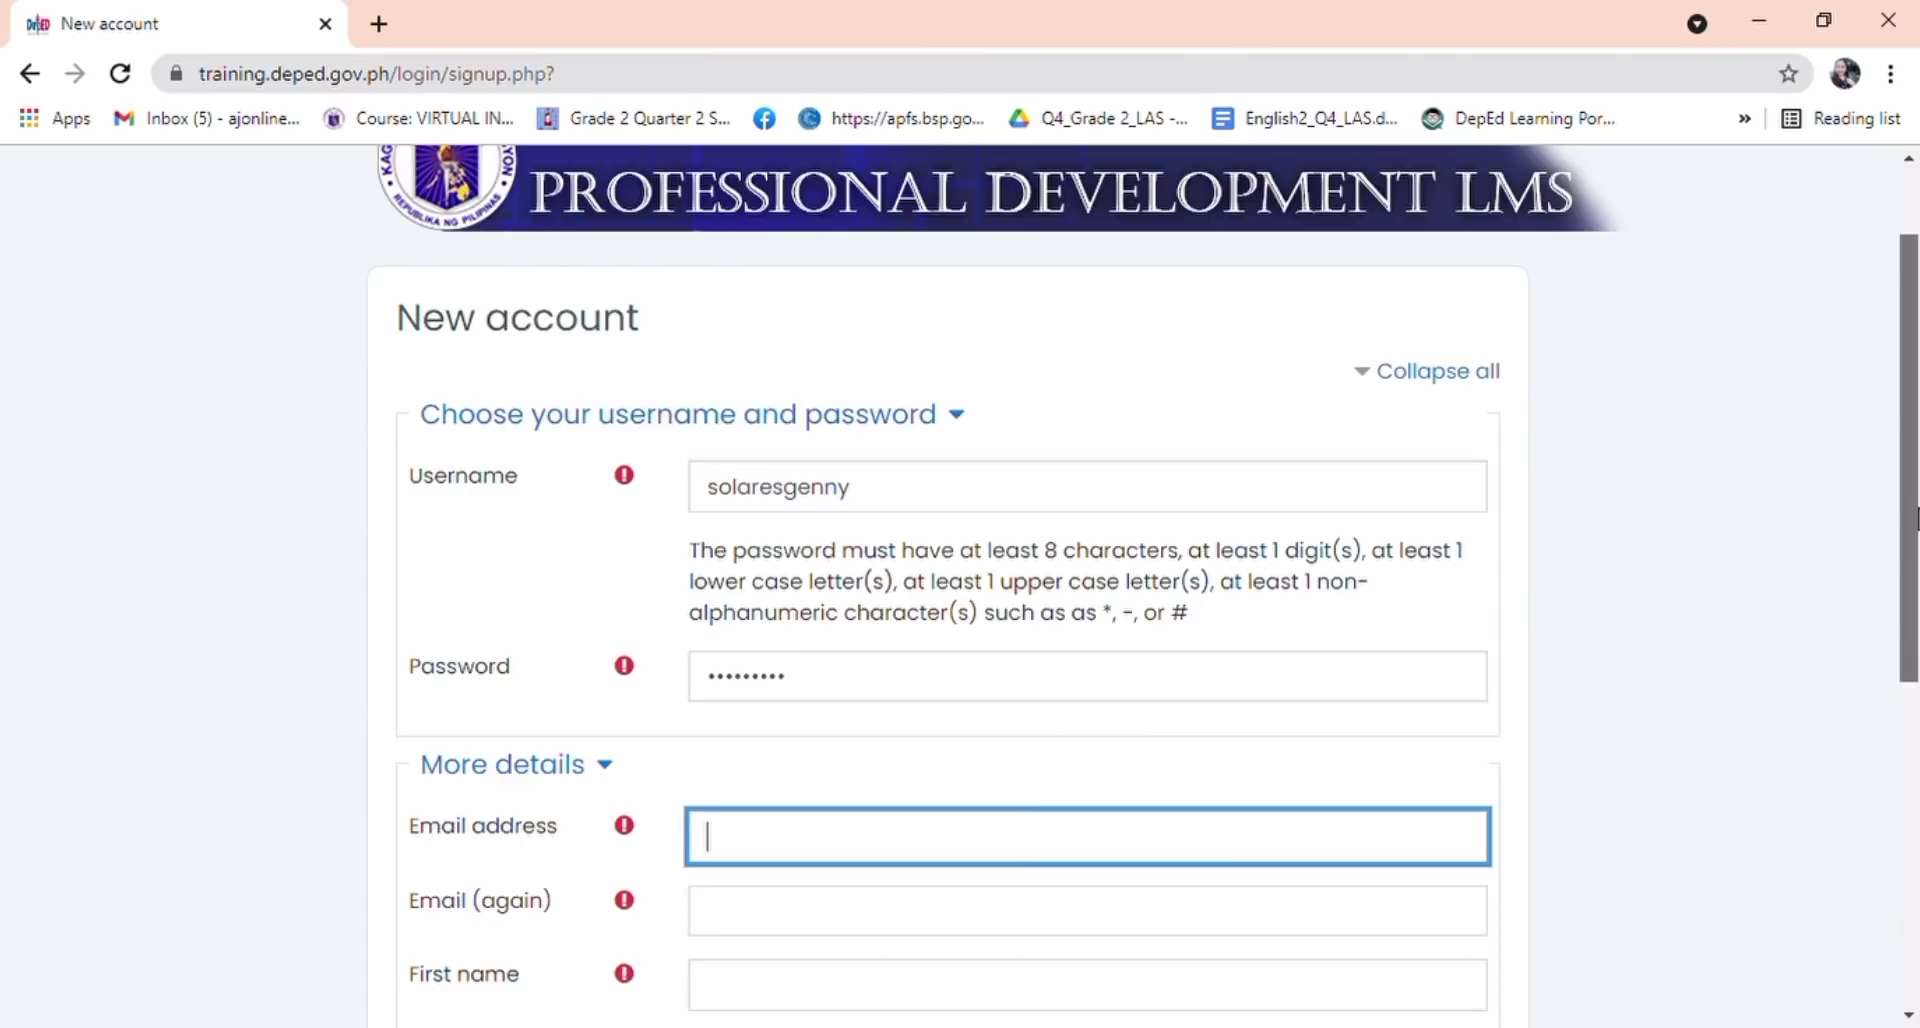 DepED New account
training.deped.gov.ph/login/signup.php?
Apps Inbox (5) - ajonline... Course: VIRTUAL IN... Grade 2 Quarter 2 S... https://apfs.bsp.go... Q4_Grade 2_LAS -... English2_Q4_LAS.d... DepEd Learning Por... » Reading list
REPUBLIKA NG PILIPINAS
PROFESSIONAL DEVELOPMENT LMS
New account
Collapse all
Choose your username and password
Username
solaresgenny
The password must have at least 8 characters, at least 1 digit(s), at least 1
lower case letter(s), at least 1 upper case letter(s), at least 1 non-
alphanumeric character(s) such as as *, -, or #
Password
•••••••••
More details
Email address
Email (again)
First name